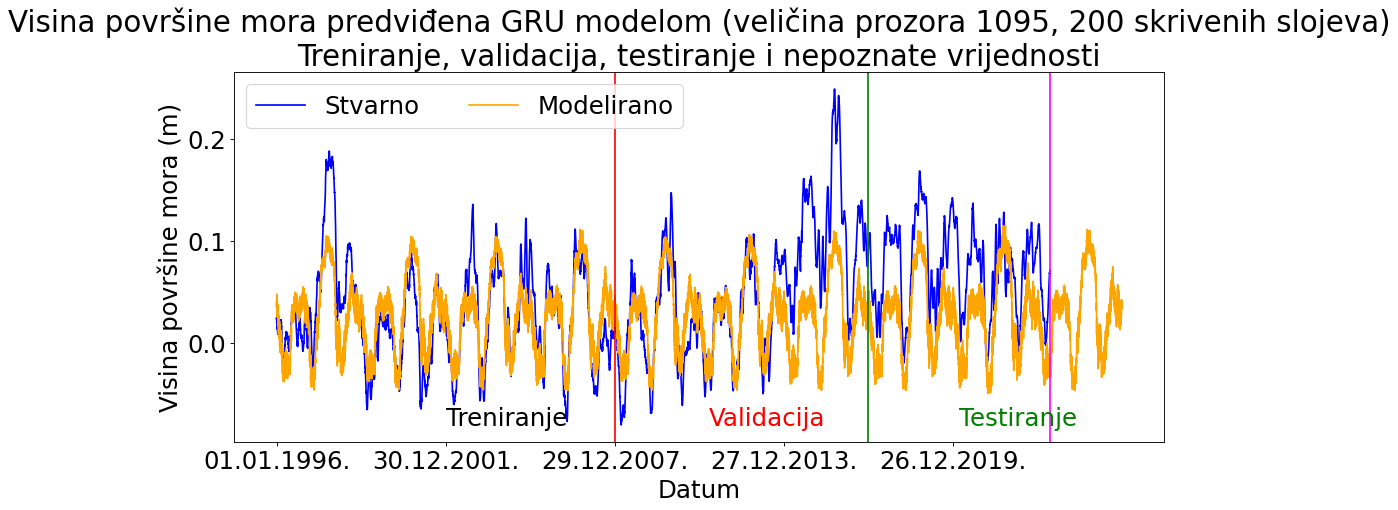 Visina površine mora predviđena GRU modelom (veličina prozora 1095, 200 skrivenih slojeva)
Treniranje, validacija, testiranje i nepoznate vrijednosti
Stvarno
Modelirano
Visina površine mora (m)
0.2
0.1
0.0
Treniranje
Validacija
Testiranje
01.01.1996.
30.12.2001.
29.12.2007.
27.12.2013.
26.12.2019.
Datum